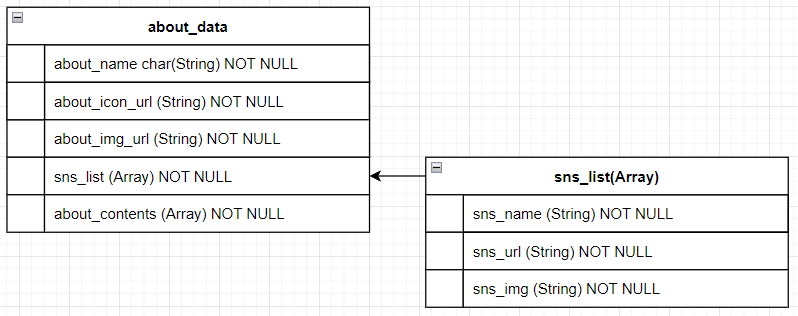 about_data
about_name char(String) NOT NULL
about_icon_url (String) NOT NULL
about_img_url (String) NOT NULL
sns_list (Array) NOT NULL
about_contents (Array) NOT NULL
sns_list(Array)
sns_name (String) NOT NULL
sns_url (String) NOT NULL
sns_img (String) NOT NULL